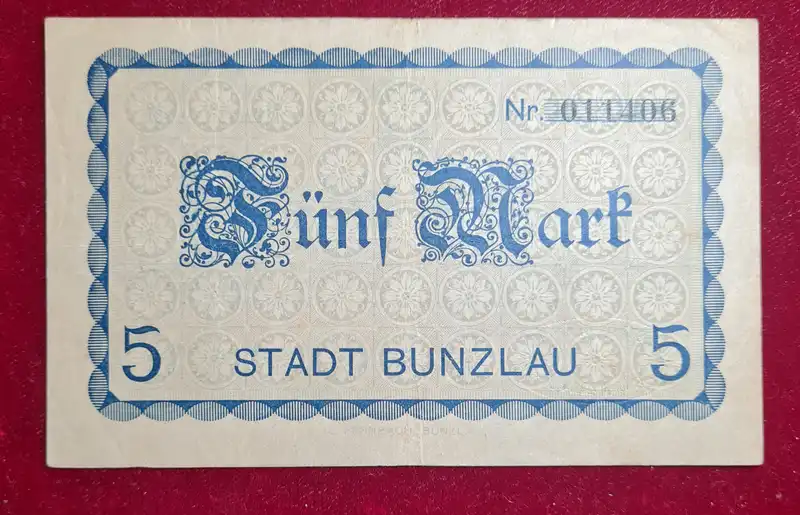 Nr. 011406
Fünf Mark
5 STADT BUNZLAU 5